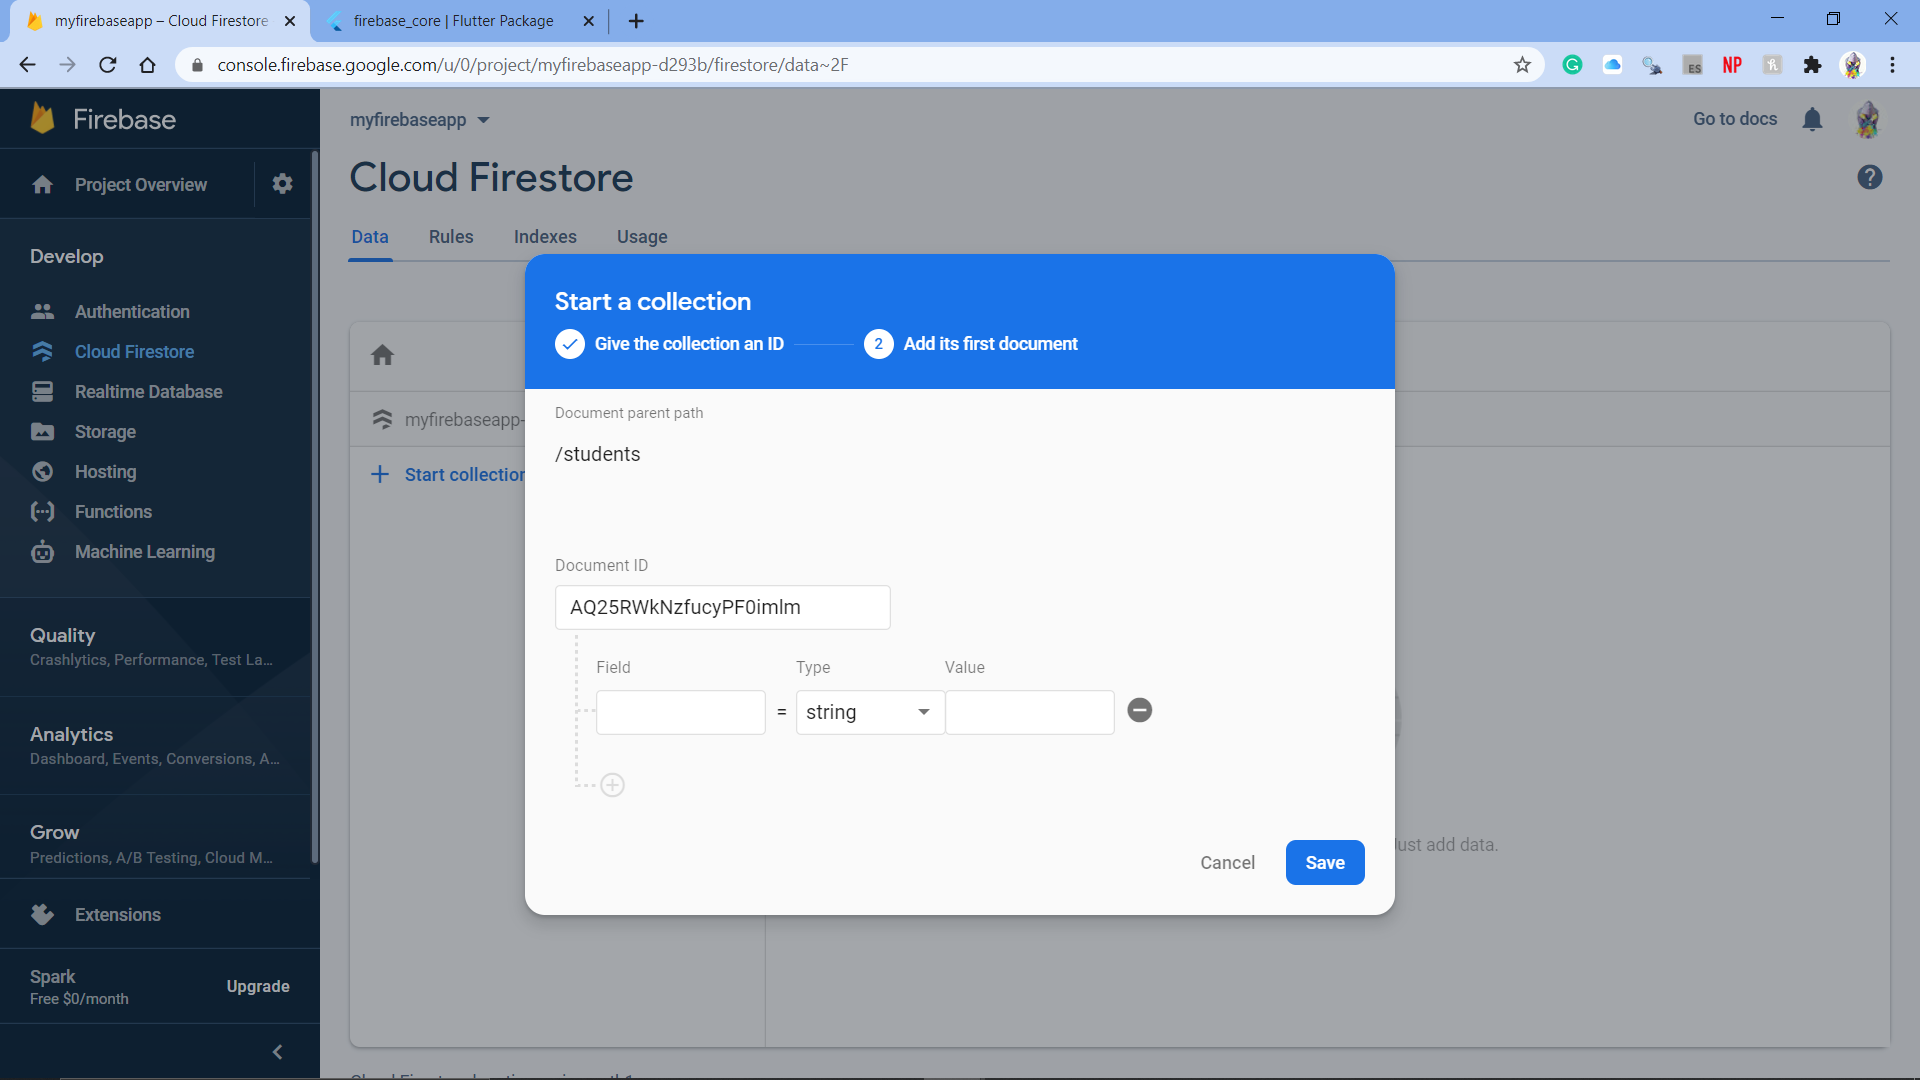 myfirebaseapp – Cloud Firestore
firebase_core | Flutter Package
console.firebase.google.com/u/0/project/myfirebaseapp-d293b/firestore/data~2F
ES
NP
Firebase
myfirebaseapp
Go to docs
Project Overview
Cloud Firestore
Data
Rules
Indexes
Usage
Develop
Authentication
Cloud Firestore
Realtime Database
Storage
Hosting
Functions
Machine Learning
Quality
Crashlytics, Performance, Test La...
Analytics
Dashboard, Events, Conversions, A...
Grow
Predictions, A/B Testing, Cloud M...
Extensions
Spark
Free $0/month
Upgrade
myfirebaseapp-
Start collection
Start a collection
Give the collection an ID
2 Add its first document
Document parent path
/students
Document ID
AQ25RWkNzfucyPF0imlm
Field Type Value
= string
Cancel Save
Just add data.